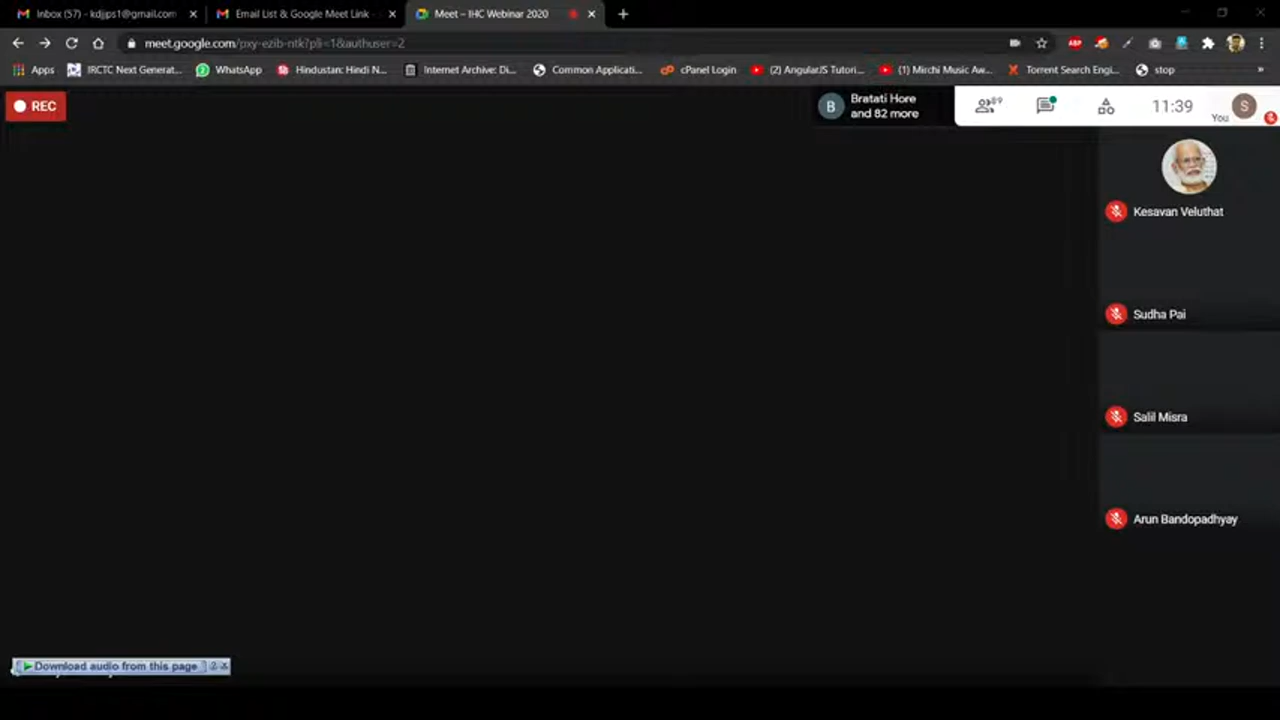 Inbox (57) - kdjjps1@gmail.com
Email List & Google Meet Link -
Meet – IHC Webinar 2020
meet.google.com/pxy-ezib-ntk?pli=1&authuser=2
Apps
IRCTC Next Generat...
WhatsApp
Hindustan: Hindi N...
Internet Archive: Di...
Common Applicati...
cPanel Login
(2) AngularJS Tutori...
(1) Mirchi Music Aw...
Torrent Search Engi...
stop
»
REC
B
Bratati Hore
and 82 more
89
11:39
You
S
Kesavan Veluthat
Sudha Pai
Salil Misra
Arun Bandopadhyay
Download audio from this page